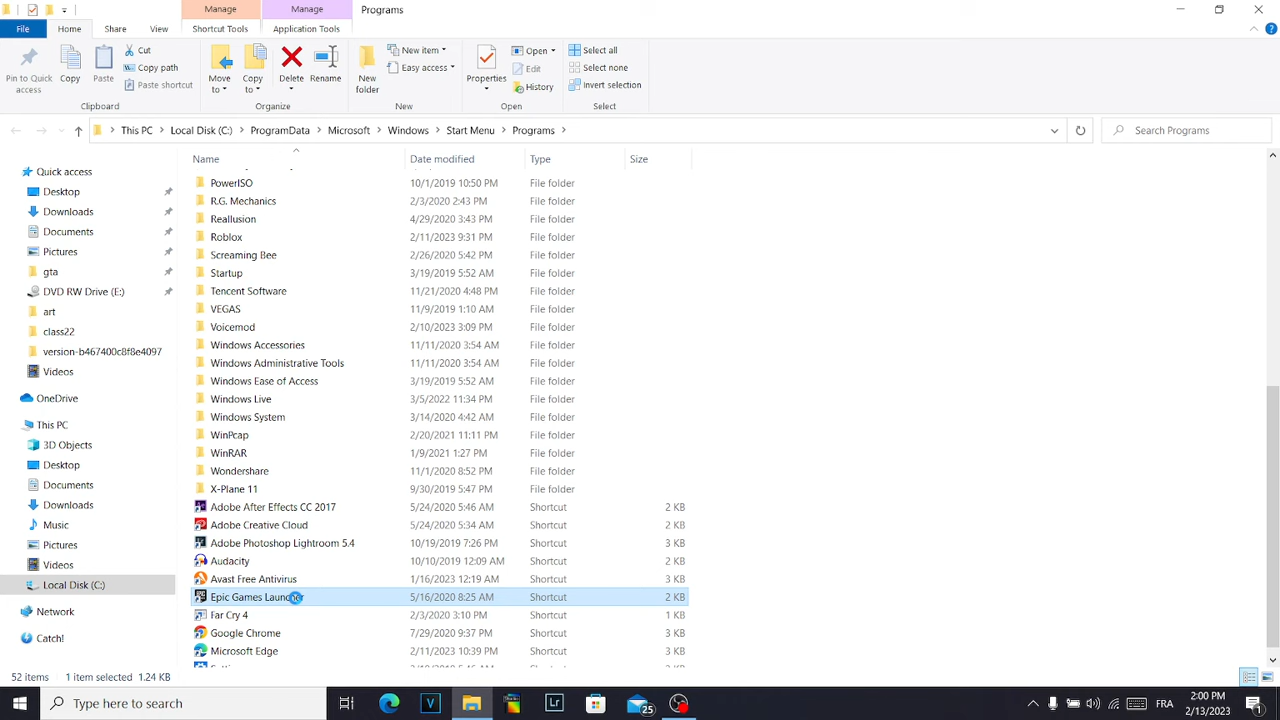 Manage Manage Programs
File Home Share View Shortcut Tools Application Tools
Pin to Quick access
Copy
Paste
Cut
Copy path
Paste shortcut
Clipboard
Move to
Copy to
Delete
Rename
Organize
New folder
New item
Easy access
New
Properties
Open
Edit
History
Open
Select all
Select none
Invert selection
Select
This PC > Local Disk (C:) > ProgramData > Microsoft > Windows > Start Menu > Programs >
Search Programs
Quick access
Desktop
Downloads
Documents
Pictures
gta
DVD RW Drive (E:)
art
class22
version-b467400c8f8e4097
Videos
OneDrive
This PC
3D Objects
Desktop
Documents
Downloads
Music
Pictures
Videos
Local Disk (C:)
Network
Catch!
Name Date modified Type Size
PowerISO 10/1/2019 10:50 PM File folder
R.G. Mechanics 2/3/2020 2:43 PM File folder
Reallusion 4/29/2020 3:43 PM File folder
Roblox 2/11/2023 9:31 PM File folder
Screaming Bee 2/26/2020 5:42 PM File folder
Startup 3/19/2019 5:52 AM File folder
Tencent Software 11/21/2020 4:48 PM File folder
VEGAS 11/9/2019 1:10 AM File folder
Voicemod 2/10/2023 3:09 PM File folder
Windows Accessories 11/11/2020 3:54 AM File folder
Windows Administrative Tools 11/11/2020 3:54 AM File folder
Windows Ease of Access 3/19/2019 5:52 AM File folder
Windows Live 3/5/2022 11:34 PM File folder
Windows System 3/14/2020 4:42 AM File folder
WinPcap 2/20/2021 11:11 PM File folder
WinRAR 1/9/2021 1:27 PM File folder
Wondershare 11/1/2020 8:52 PM File folder
X-Plane 11 9/30/2019 5:47 PM File folder
Adobe After Effects CC 2017 5/24/2020 5:46 AM Shortcut 2 KB
Adobe Creative Cloud 5/24/2020 5:34 AM Shortcut 2 KB
Adobe Photoshop Lightroom 5.4 10/19/2019 7:26 PM Shortcut 3 KB
Audacity 10/10/2019 12:09 AM Shortcut 2 KB
Avast Free Antivirus 1/16/2023 12:19 AM Shortcut 3 KB
Epic Games Launcher 5/16/2020 8:25 AM Shortcut 2 KB
Far Cry 4 2/3/2020 3:10 PM Shortcut 1 KB
Google Chrome 7/29/2020 9:37 PM Shortcut 3 KB
Microsoft Edge 2/11/2023 10:39 PM Shortcut 3 KB
52 items 1 item selected 1.24 KB
Type here to search
V
Lr
25
FR
2:00 PM
2/13/2023
1